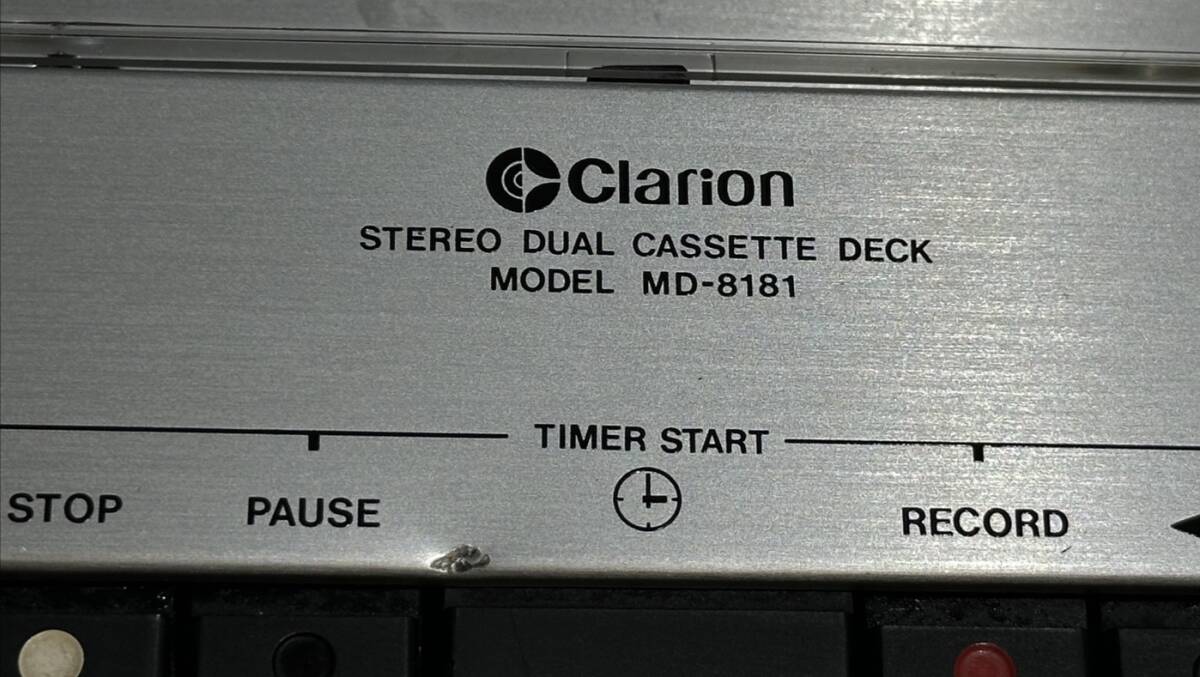 Clarion
STEREO DUAL CASSETTE DECK
MODEL MD-8181
TIMER START
STOP PAUSE RECORD